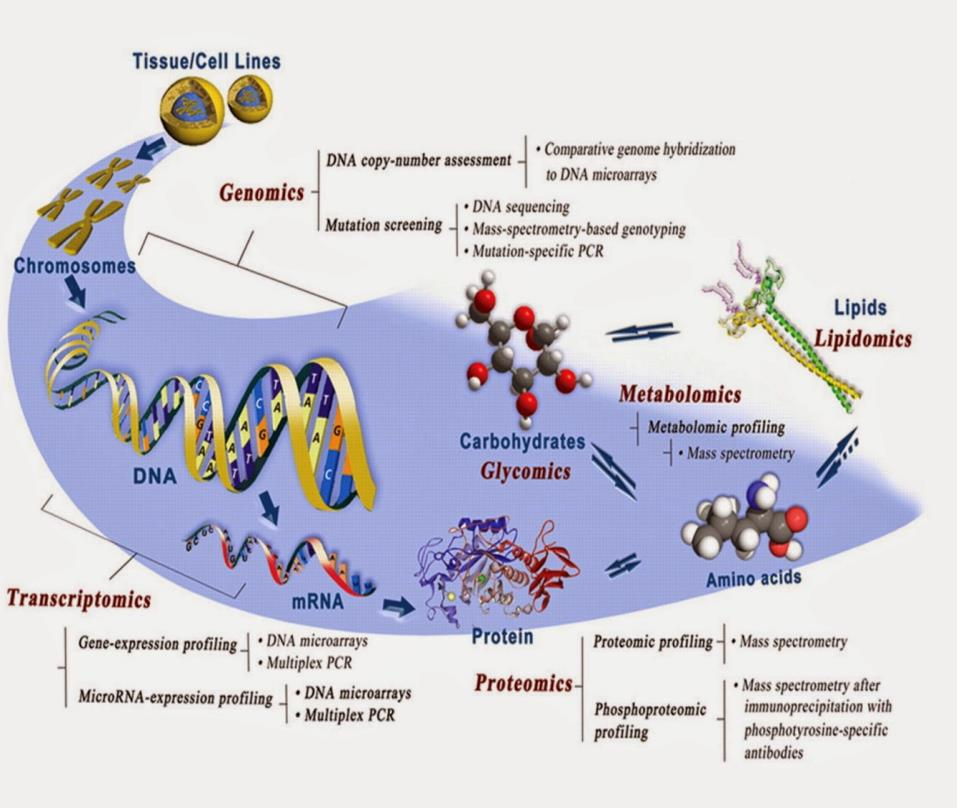 Tissue/Cell Lines
Genomics
DNA copy-number assessment
• Comparative genome hybridization
to DNA microarrays
Mutation screening
• DNA sequencing
• Mass-spectrometry-based genotyping
• Mutation-specific PCR
Chromosomes
Lipids
Lipidomics
Metabolomics
Metabolomic profiling
• Mass spectrometry
Carbohydrates
Glycomics
DNA
Amino acids
mRNA
Protein
Transcriptomics
Gene-expression profiling
• DNA microarrays
• Multiplex PCR
MicroRNA-expression profiling
• DNA microarrays
• Multiplex PCR
Proteomics
Proteomic profiling
• Mass spectrometry
Phosphoproteomic
profiling
• Mass spectrometry after
immunoprecipitation with
phosphotyrosine-specific
antibodies